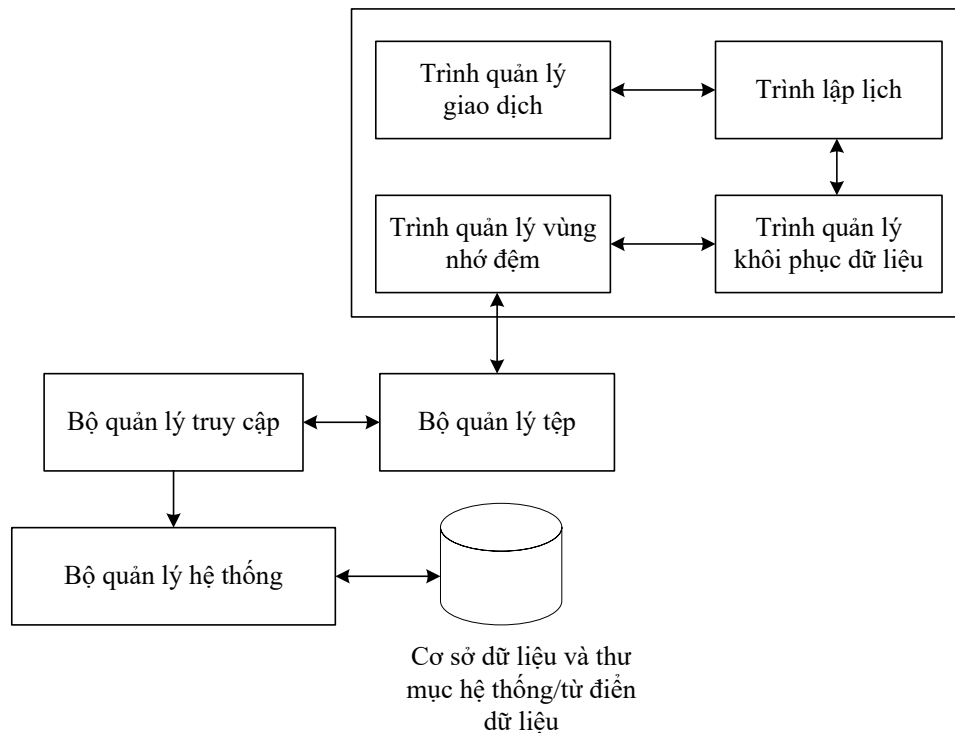 Trình quản lý
giao dịch
Trình lập lịch
Trình quản lý vùng
nhớ đệm
Trình quản lý
khôi phục dữ liệu
Bộ quản lý truy cập
Bộ quản lý tệp
Bộ quản lý hệ thống
Cơ sở dữ liệu và thư
mục hệ thống/từ điển
dữ liệu